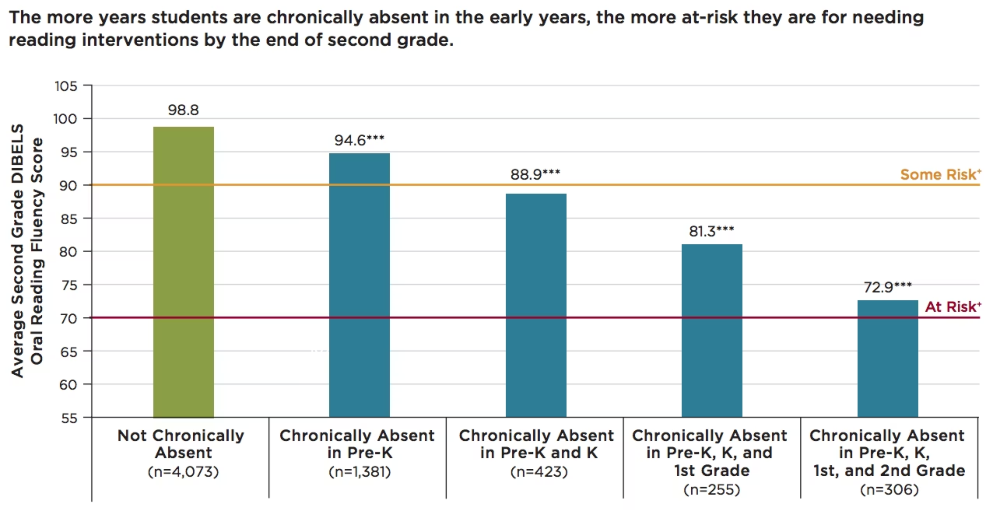 The more years students are chronically absent in the early years, the more at-risk they are for needing
reading interventions by the end of second grade.
Average Second Grade DIBELS
Oral Reading Fluency Score
105
100
95
90
85
80
75
70
65
60
55
98.8
94.6***
88.9***
81.3***
72.9***
Some Risk+
At Risk+
Not Chronically
Absent
(n=4,073)
Chronically Absent
in Pre-K
(n=1,381)
Chronically Absent
in Pre-K and K
(n=423)
Chronically Absent
in Pre-K, K, and
1st Grade
(n=255)
Chronically Absent
in Pre-K, K,
1st, and 2nd Grade
(n=306)